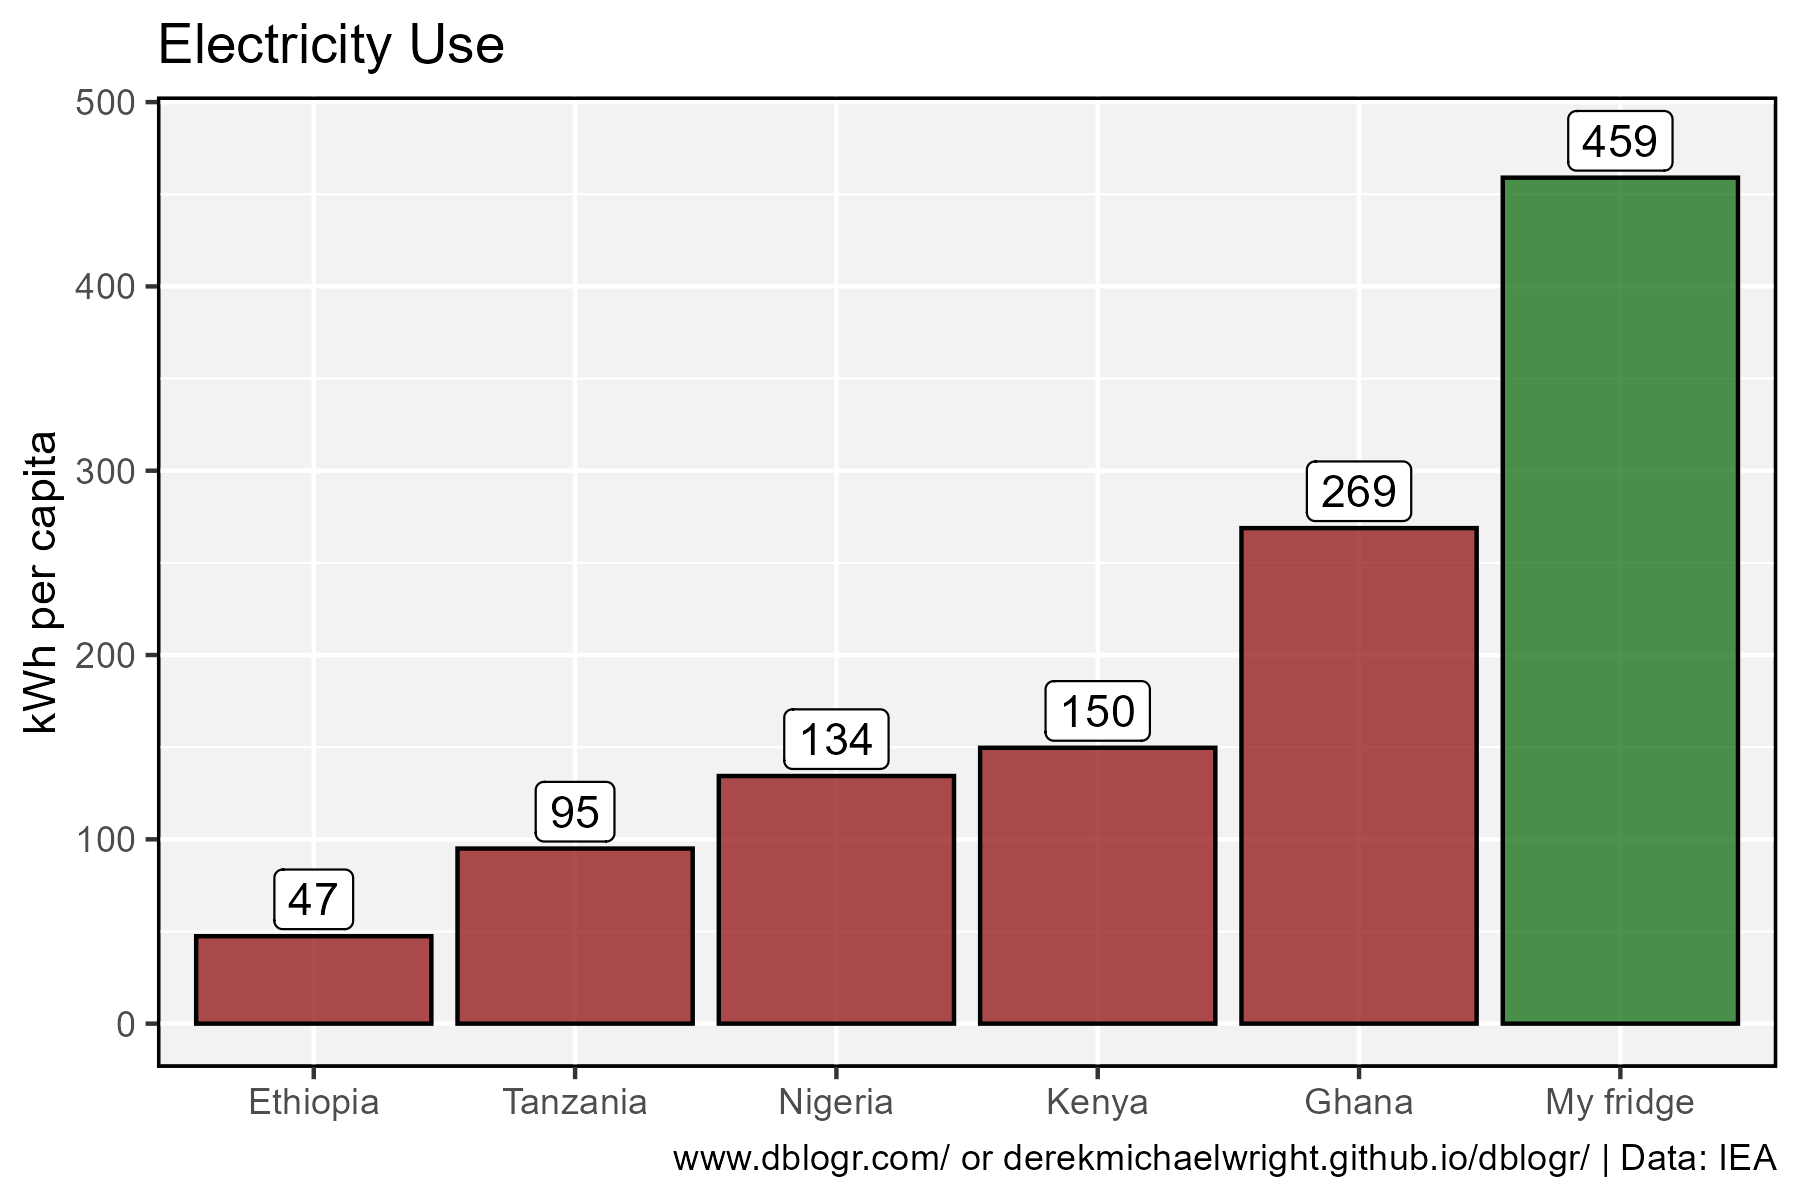 Electricity Use
kWh per capita
500
400
300
200
100
0
47
95
134
150
269
459
Ethiopia
Tanzania
Nigeria
Kenya
Ghana
My fridge
www.dblogr.com/ or derekmichaelwright.github.io/dblogr/ | Data: IEA